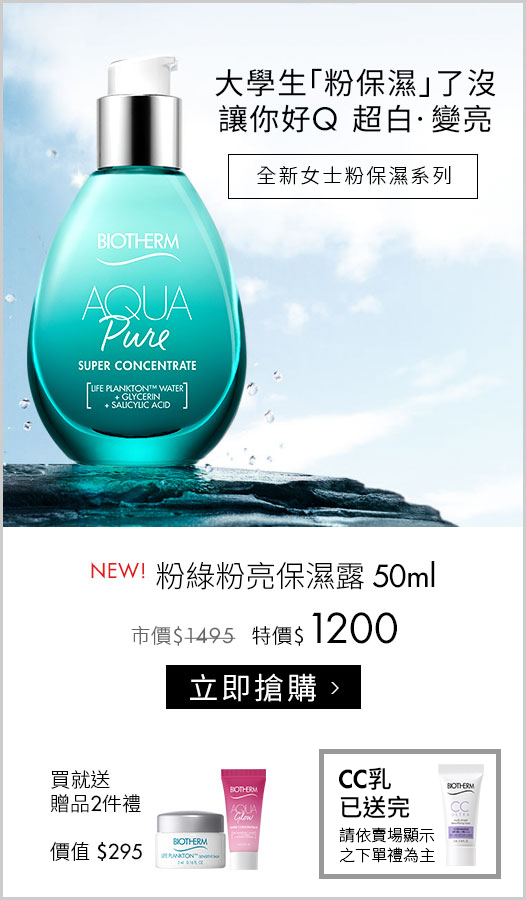 大學生「粉保濕」了沒
讓你好Q 超白·變亮
全新女士粉保濕系列
BIOTHERM
AQUA
Pure
SUPER CONCENTRATE
LIFE PLANKTON™ WATER
+ GLYCERIN
+ SALICYLIC ACID
NEW! 粉綠粉亮保濕露 50ml
市價$1495 特價$1200
立即搶購 ›
買就送
贈品2件禮
價值 $295
BIOTHERM
LIFE PLANKTON™
BIOTHERM
AQUA
Glow
CC乳
已送完
請依賣場顯示
之下單禮為主
BIOTHERM
CC